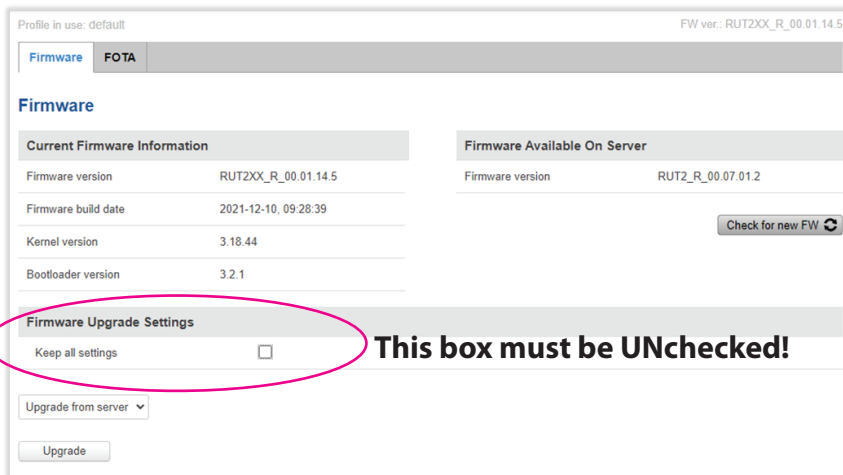 Profile in use: default
FW ver.: RUT2XX_R_00.01.14.5
Firmware
FOTA
Firmware
Current Firmware Information
Firmware version RUT2XX_R_00.01.14.5
Firmware build date 2021-12-10, 09:28:39
Kernel version 3.18.44
Bootloader version 3.2.1
Firmware Available On Server
Firmware version RUT2_R_00.07.01.2
Check for new FW
Firmware Upgrade Settings
Keep all settings
This box must be UNchecked!
Upgrade from server
Upgrade